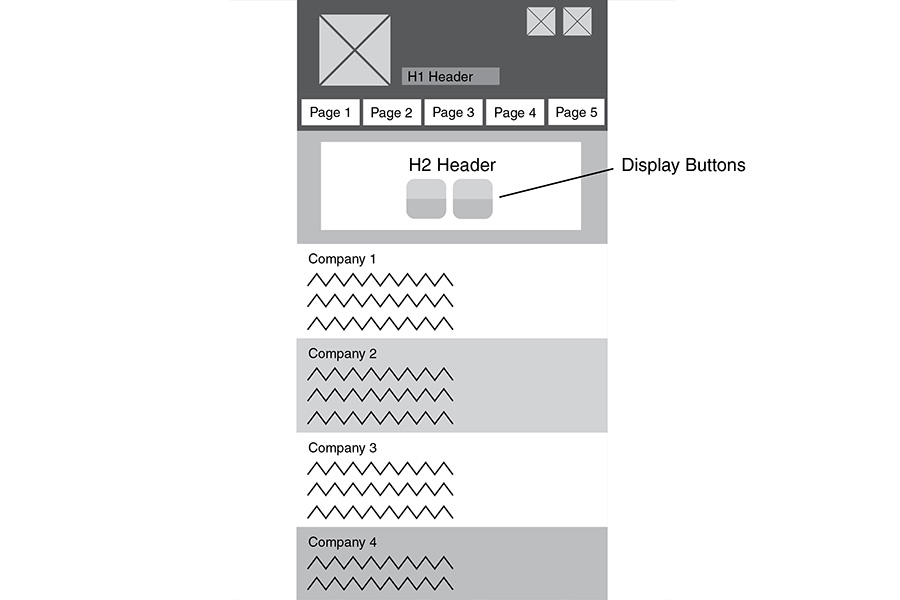 H1 Header
Page 1 Page 2 Page 3 Page 4 Page 5
H2 Header
Display Buttons
Company 1
Company 2
Company 3
Company 4